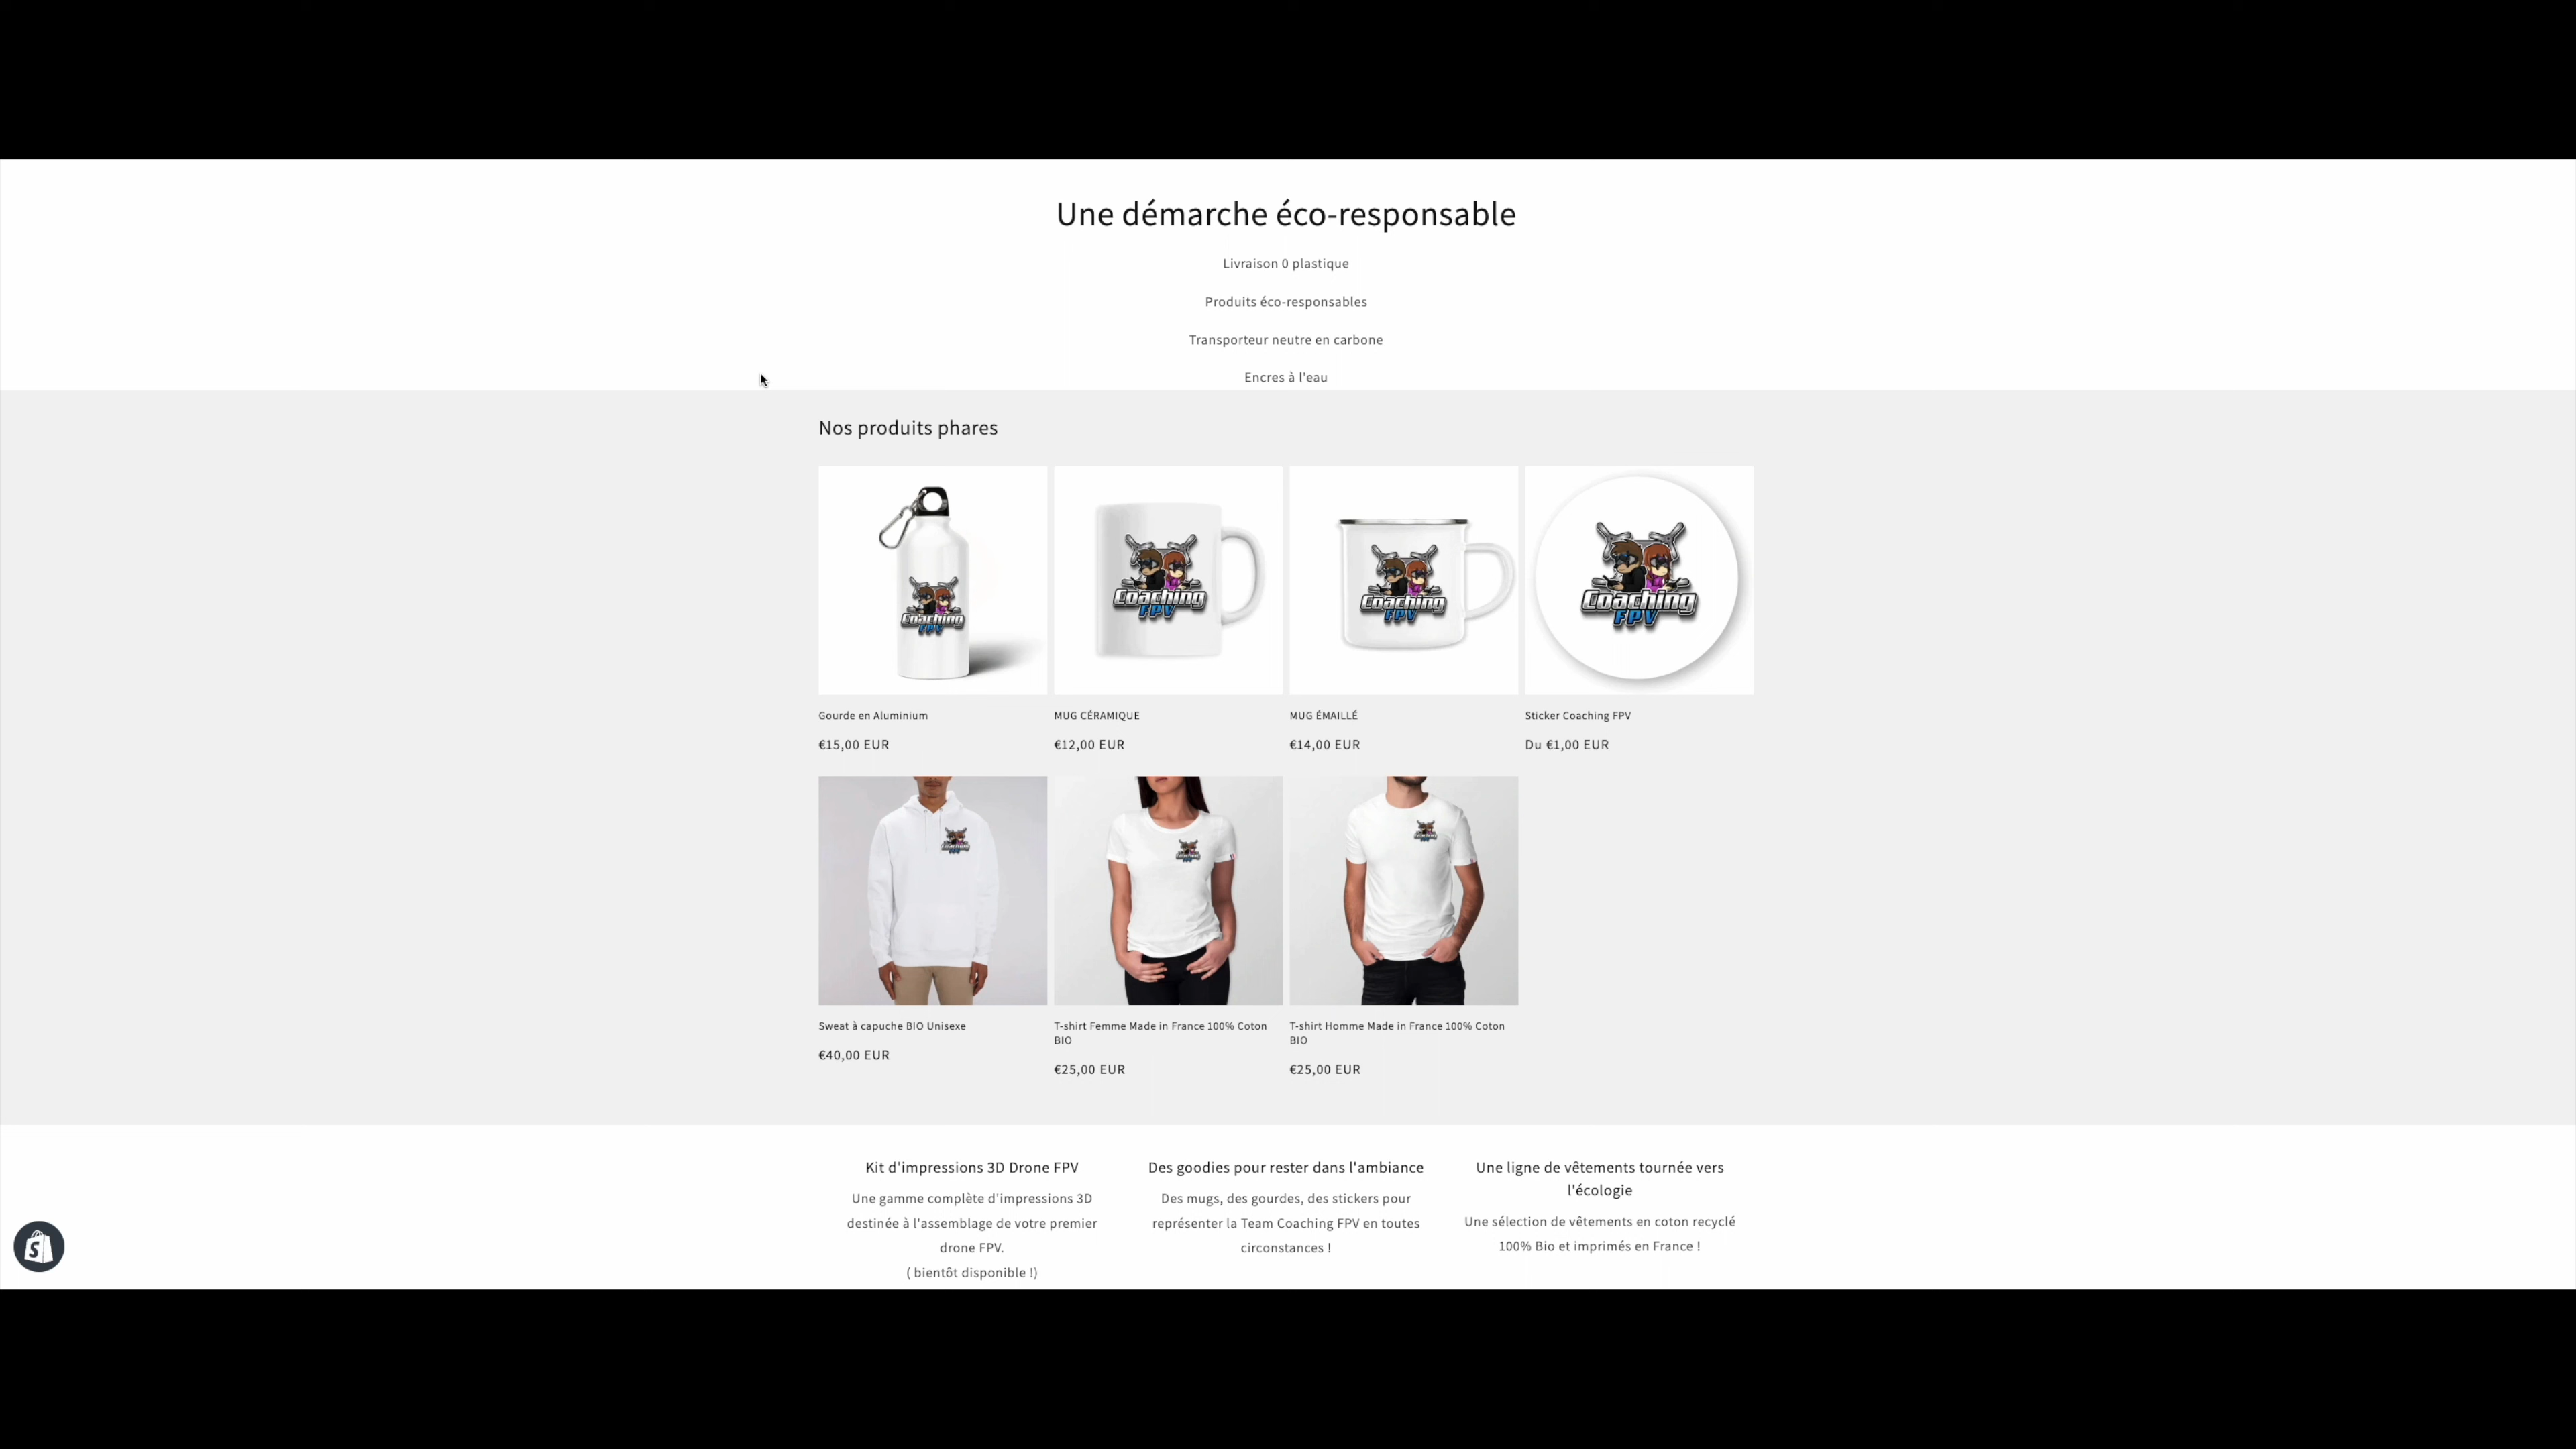 Une démarche éco-responsable
Livraison 0 plastique
Produits éco-responsables
Transporteur neutre en carbone
Encres à l'eau
Nos produits phares
Coaching
FPV
Coaching
FPV
Coaching
FPV
Coaching
FPV
Gourde en Aluminium
€15,00 EUR
MUG CÉRAMIQUE
€12,00 EUR
MUG ÉMAILLÉ
€14,00 EUR
Sticker Coaching FPV
Du €1,00 EUR
Coaching
FPV
Coaching
FPV
Coaching
FPV
Sweat à capuche BIO Unisexe
€40,00 EUR
T-shirt Femme Made in France 100% Coton
BIO
€25,00 EUR
T-shirt Homme Made in France 100% Coton
BIO
€25,00 EUR
Kit d'impressions 3D Drone FPV
Une gamme complète d'impressions 3D
destinée à l'assemblage de votre premier
drone FPV.
( bientôt disponible !)
Des goodies pour rester dans l'ambiance
Des mugs, des gourdes, des stickers pour
représenter la Team Coaching FPV en toutes
circonstances !
Une ligne de vêtements tournée vers
l'écologie
Une sélection de vêtements en coton recyclé
100% Bio et imprimés en France !